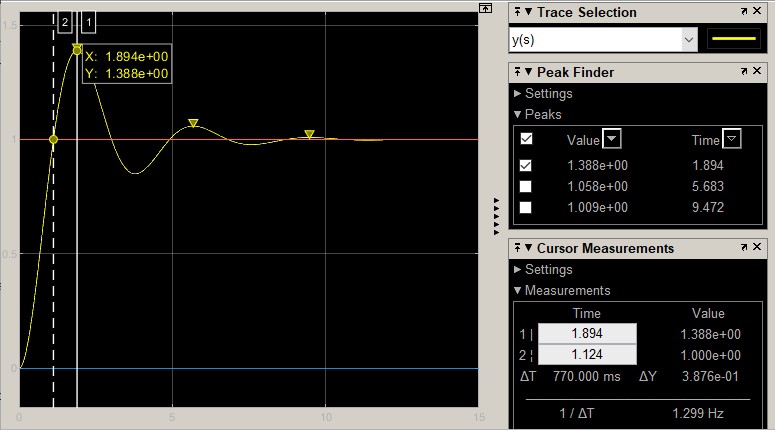 1.5
1
0.5
0
0
5
10
15
2
1
X: 1.894e+00
Y: 1.388e+00
Trace Selection
y(s)
Peak Finder
Settings
Peaks
Value Time
1.388e+00 1.894
1.058e+00 5.683
1.009e+00 9.472
Cursor Measurements
Settings
Measurements
Time Value
1 | 1.894 1.388e+00
2 ¦ 1.124 1.000e+00
ΔT 770.000 ms ΔY 3.876e-01
1 / ΔT 1.299 Hz